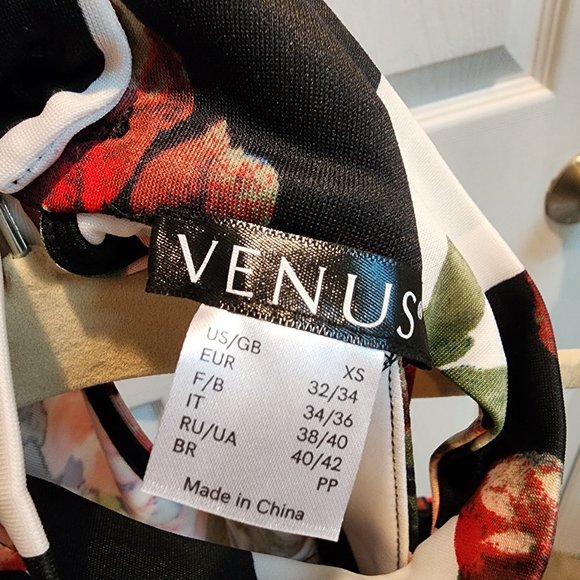 VENUS®
US/GB XS
EUR 32/34
F/B 34/36
IT 38/40
RU/UA 40/42
BR PP
Made in China